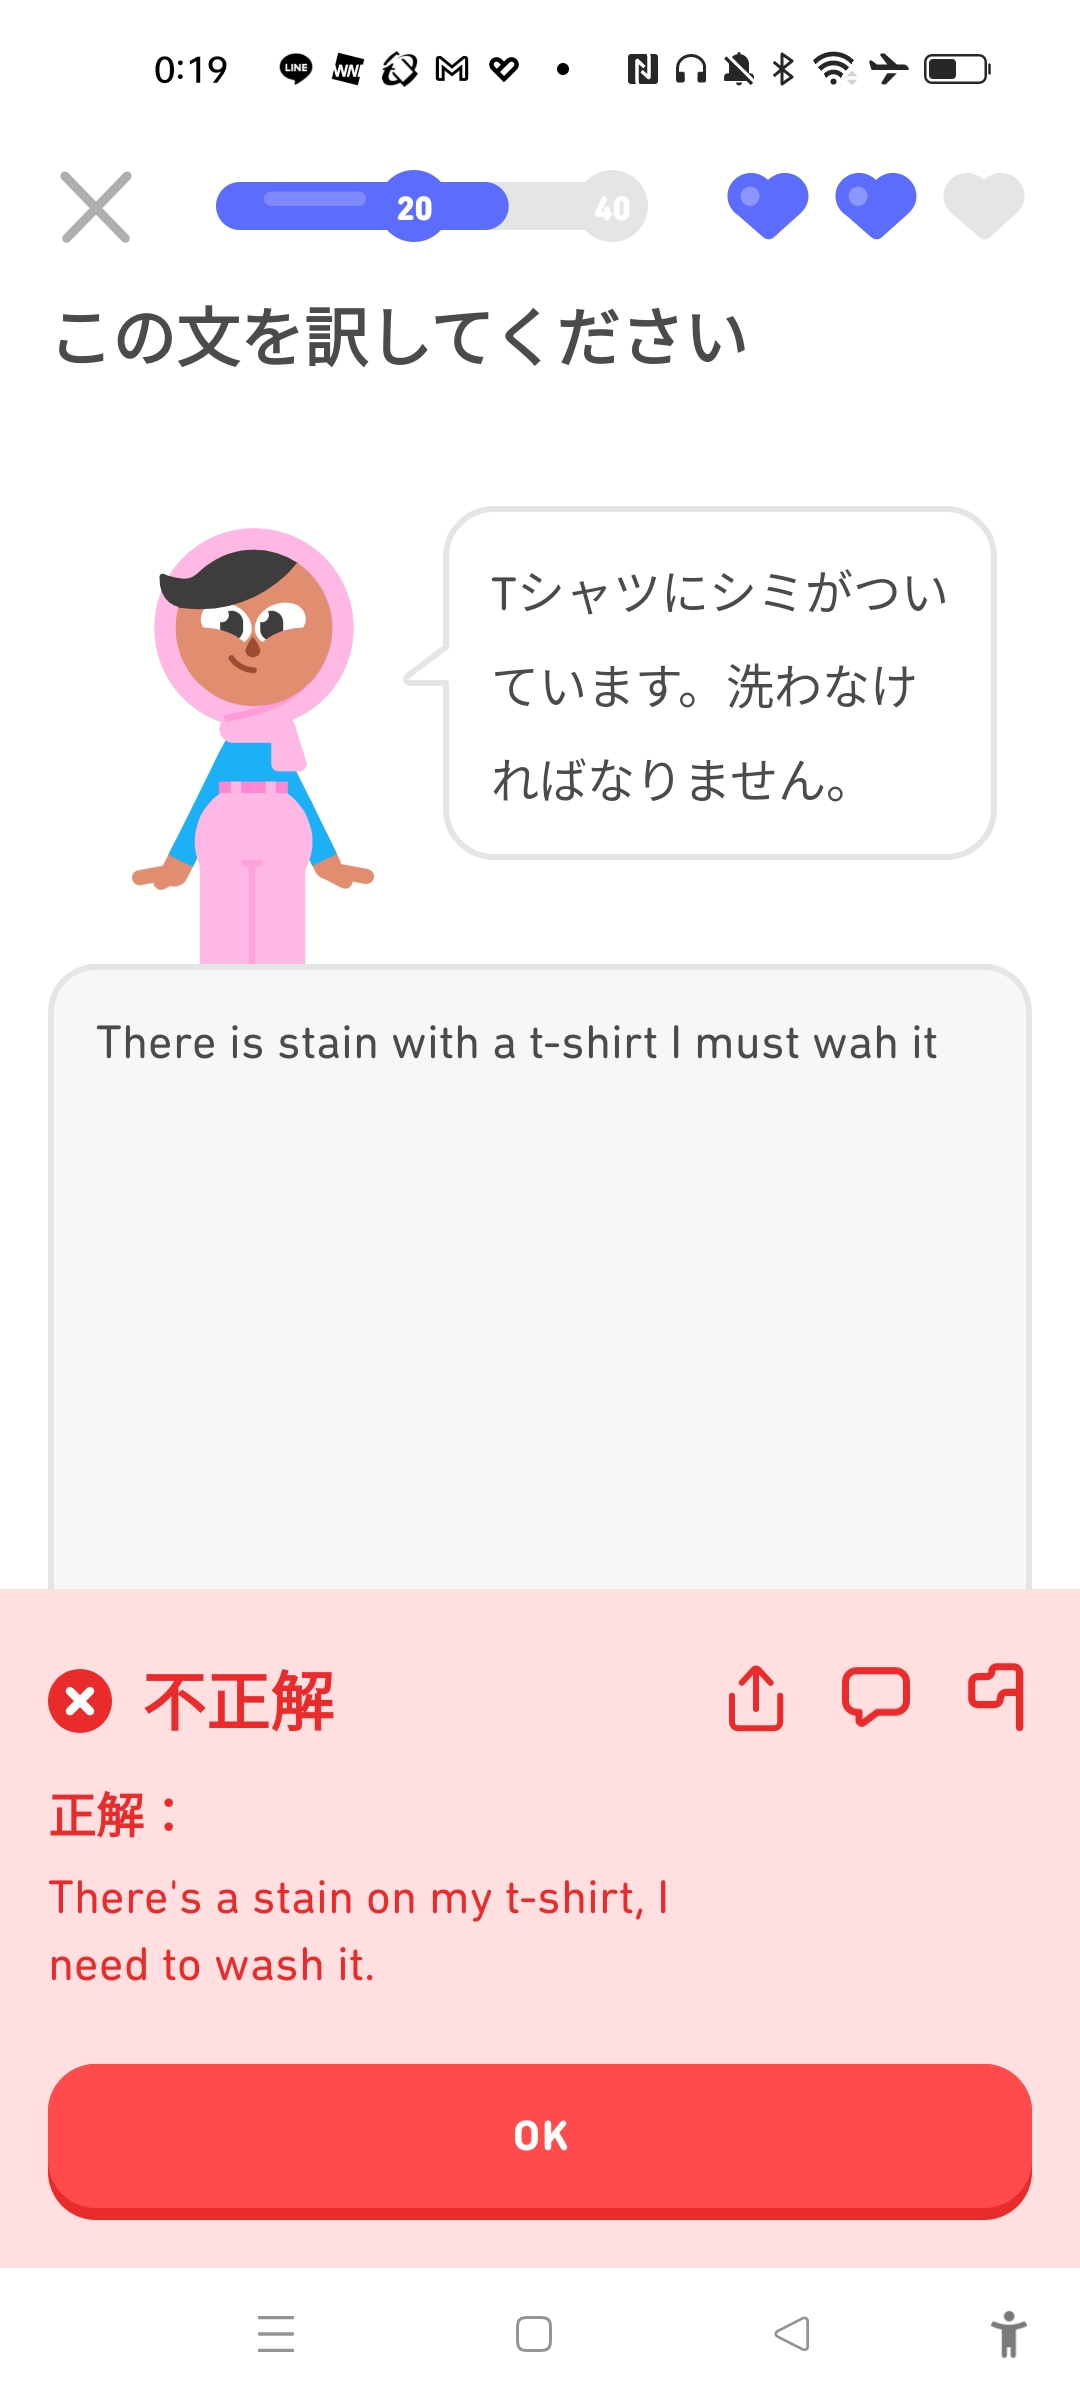 0:19
LINE
20
40
この文を訳してください
Tシャツにシミがつい
ています。洗わなけ
ればなりません。
There is stain with a t-shirt I must wah it
不正解
正解：
There's a stain on my t-shirt, I
need to wash it.
OK